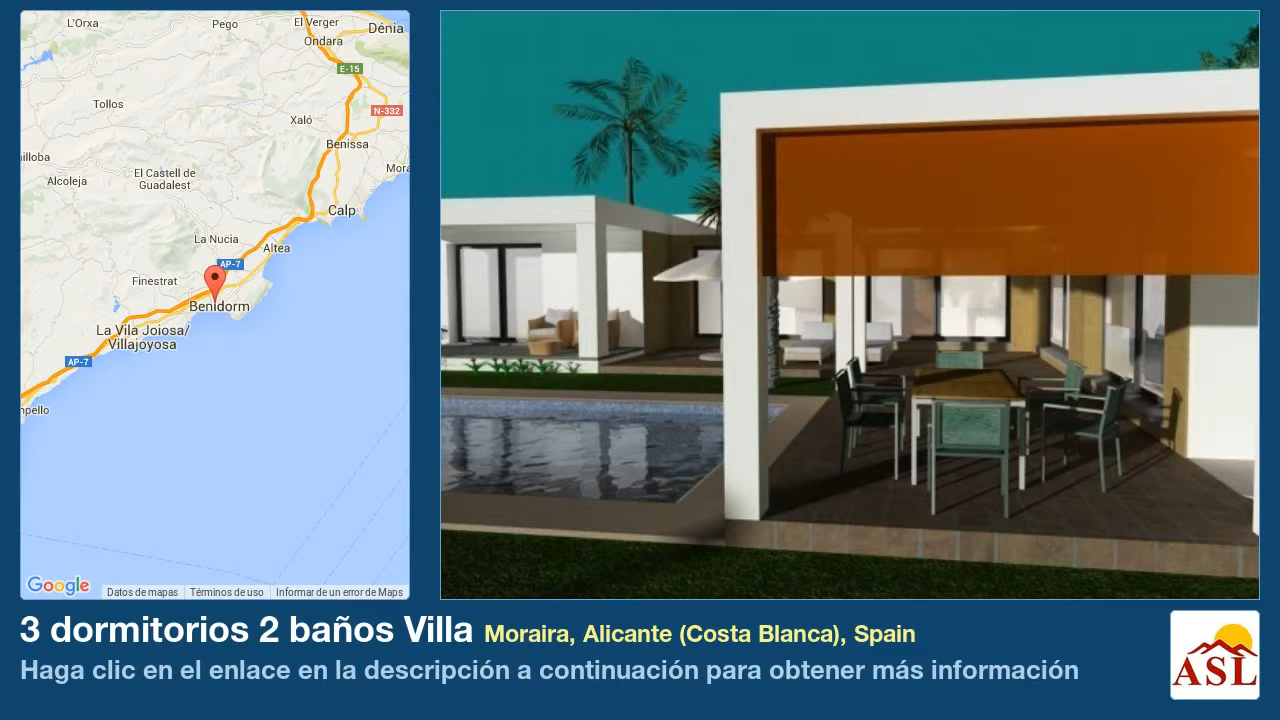 L'Orxa
Pego
El Verger
Dénia
Ondara
E-15
Tollos
N-332
Xaló
Benissa
illoba
El Castell de
Guadalest
Mora
Alcoleja
Calp
La Nucia
Altea
AP-7
Finestrat
Benidorm
La Vila Joiosa/
Villajoyosa
AP-7
npello
Google
Datos de mapas
Términos de uso
Informar de un error de Maps
3 dormitorios 2 baños Villa Moraira, Alicante (Costa Blanca), Spain
Haga clic en el enlace en la descripción a continuación para obtener más información
ASL